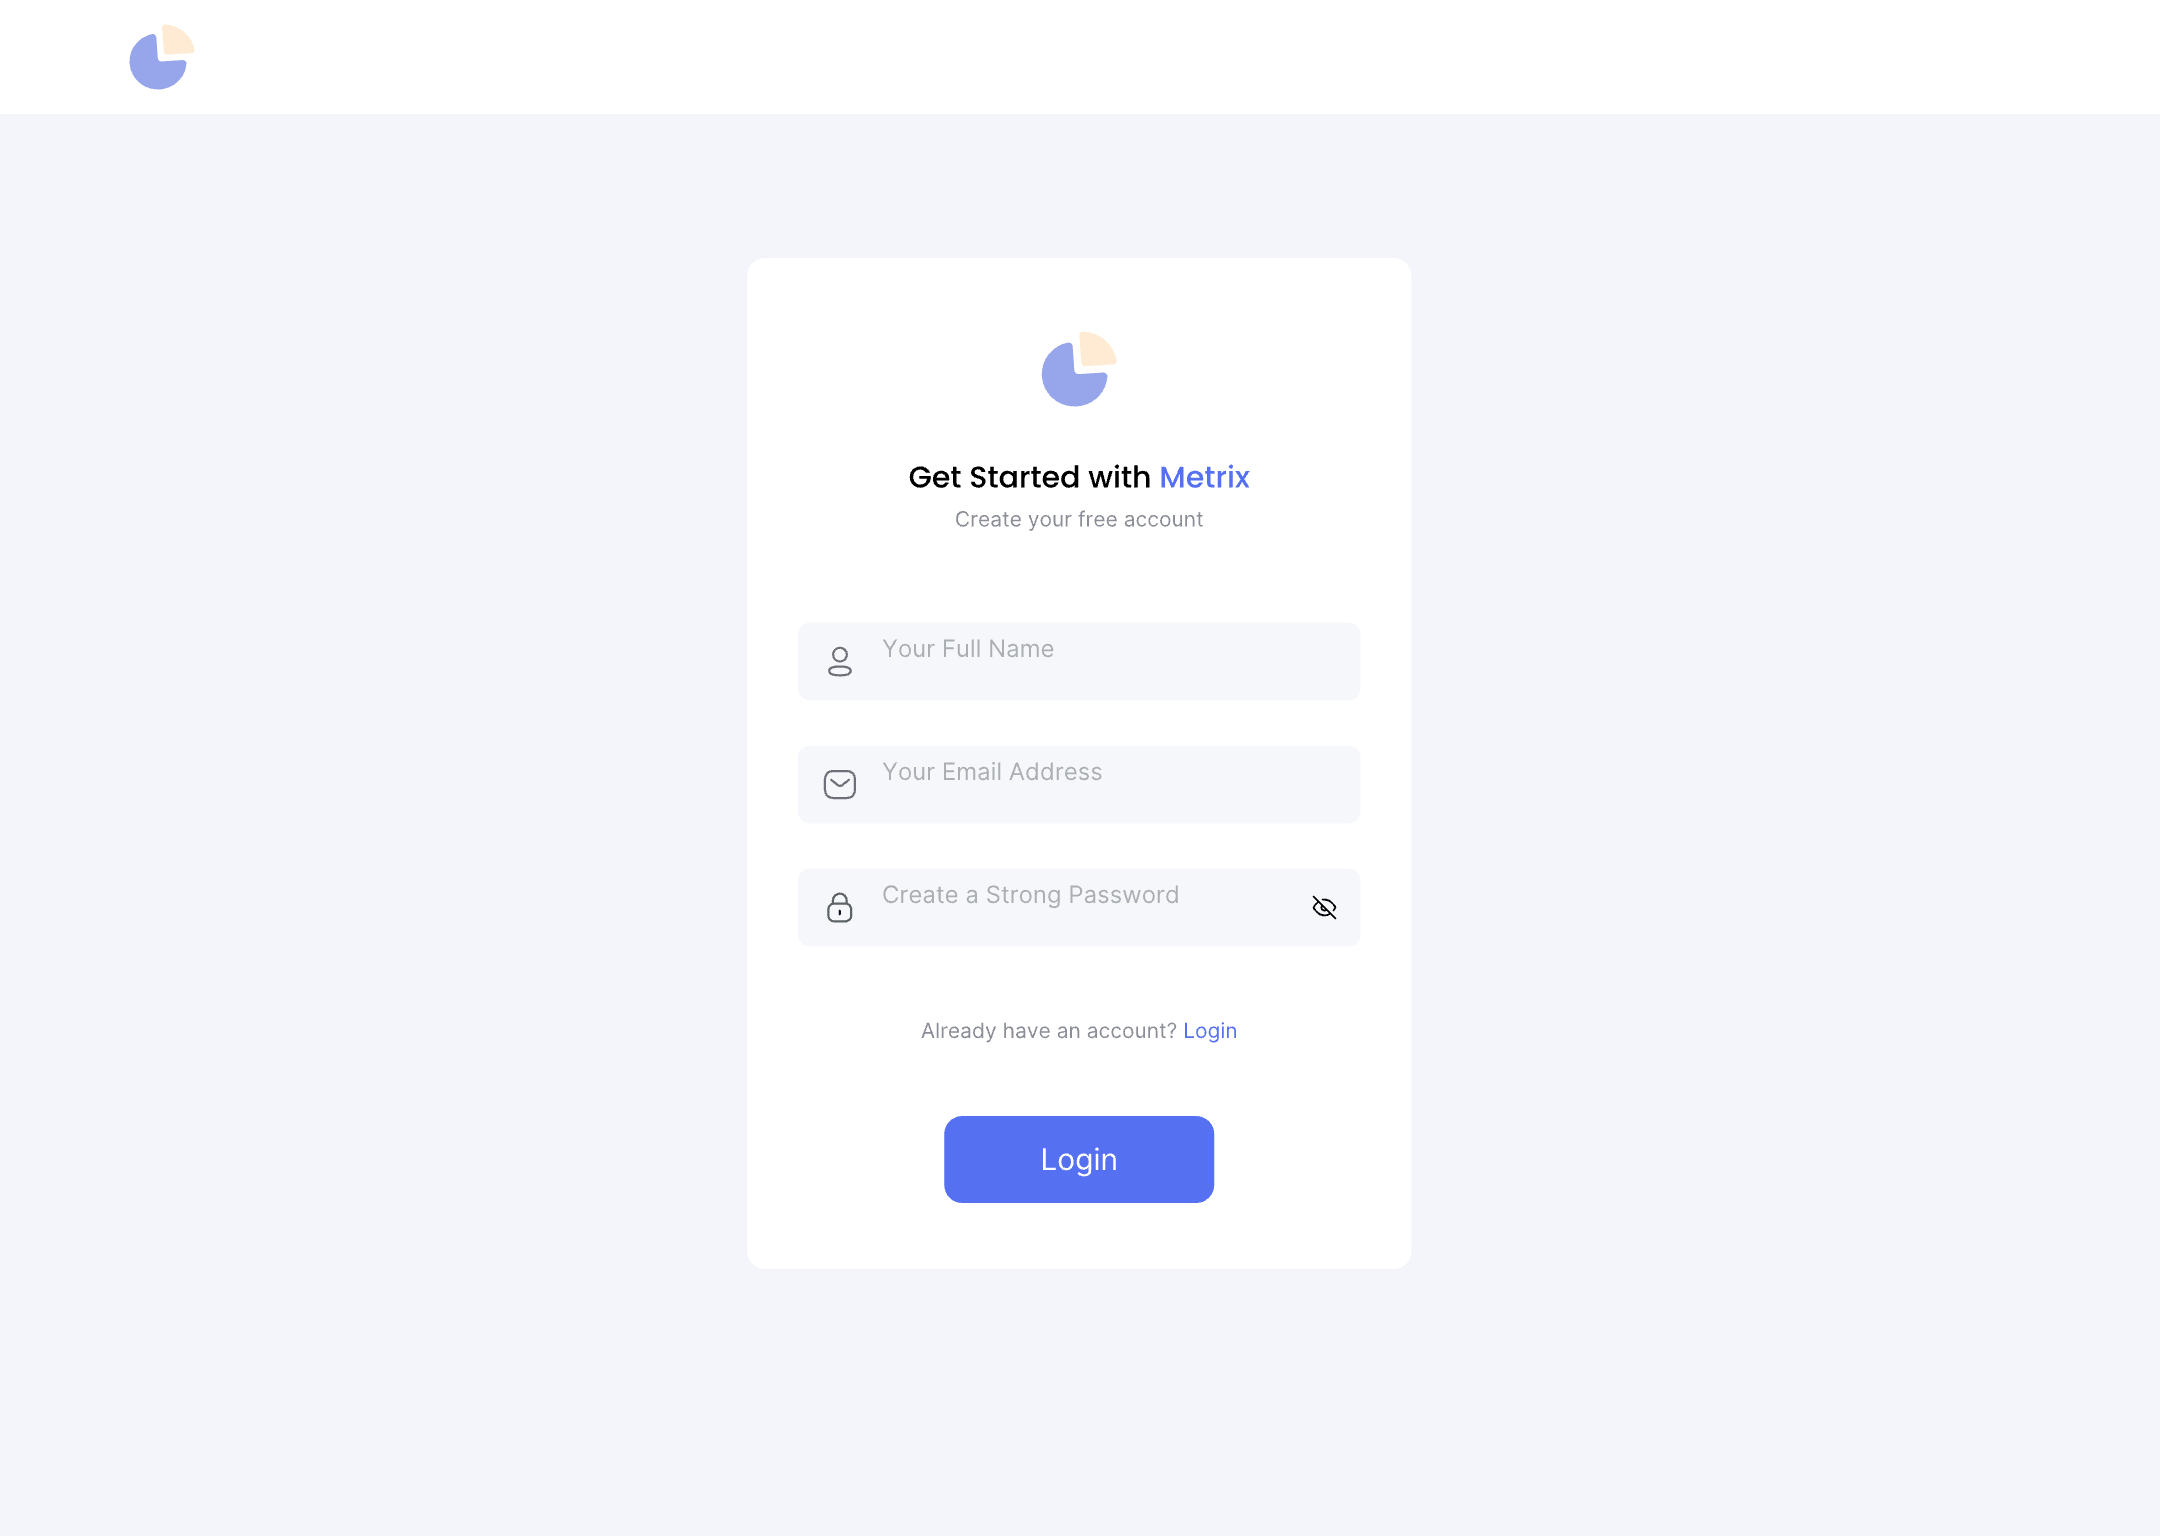 Get Started with Metrix
Create your free account
Your Full Name
Your Email Address
Create a Strong Password
Already have an account? Login
Login